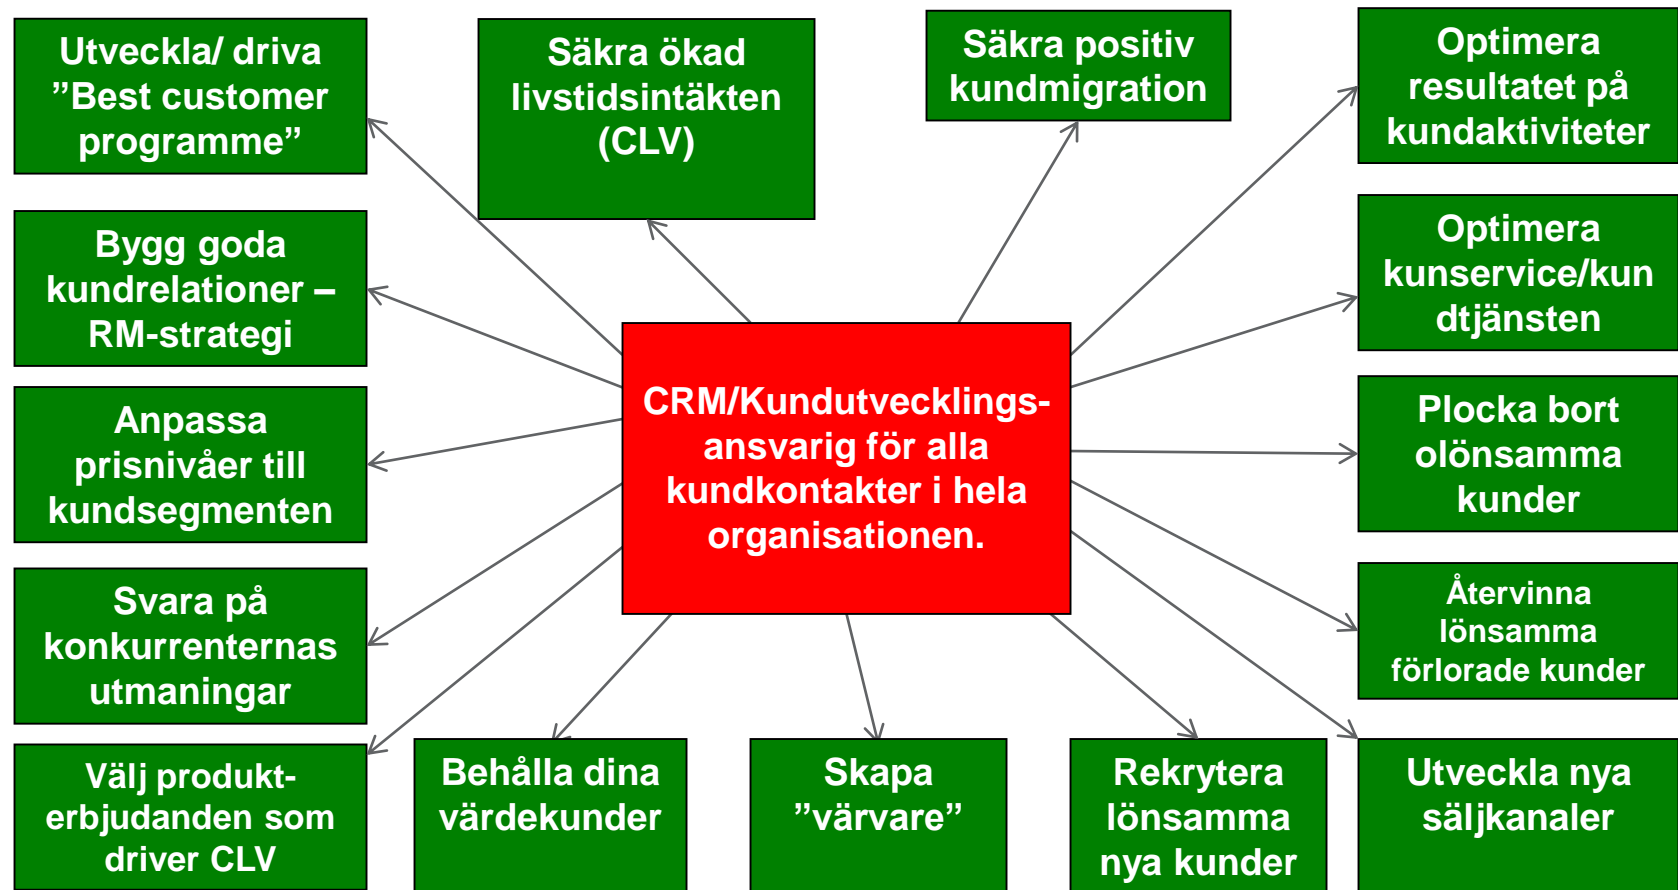 Utveckla/ driva
”Best customer
programme”
Säkra ökad
livstidsintäkten
(CLV)
Säkra positiv
kundmigration
Optimera
resultatet på
kundaktiviteter
Bygg goda
kundrelationer –
RM-strategi
Optimera
kunservice/kun
dtjänsten
Anpassa
prisnivåer till
kundsegmenten
CRM/Kundutvecklings-
ansvarig för alla
kundkontakter i hela
organisationen.
Plocka bort
olönsamma
kunder
Svara på
konkurrenternas
utmaningar
Återvinna
lönsamma
förlorade kunder
Välj produkt-
erbjudanden som
driver CLV
Behålla dina
värdekunder
Skapa
”värvare”
Rekrytera
lönsamma
nya kunder
Utveckla nya
säljkanaler